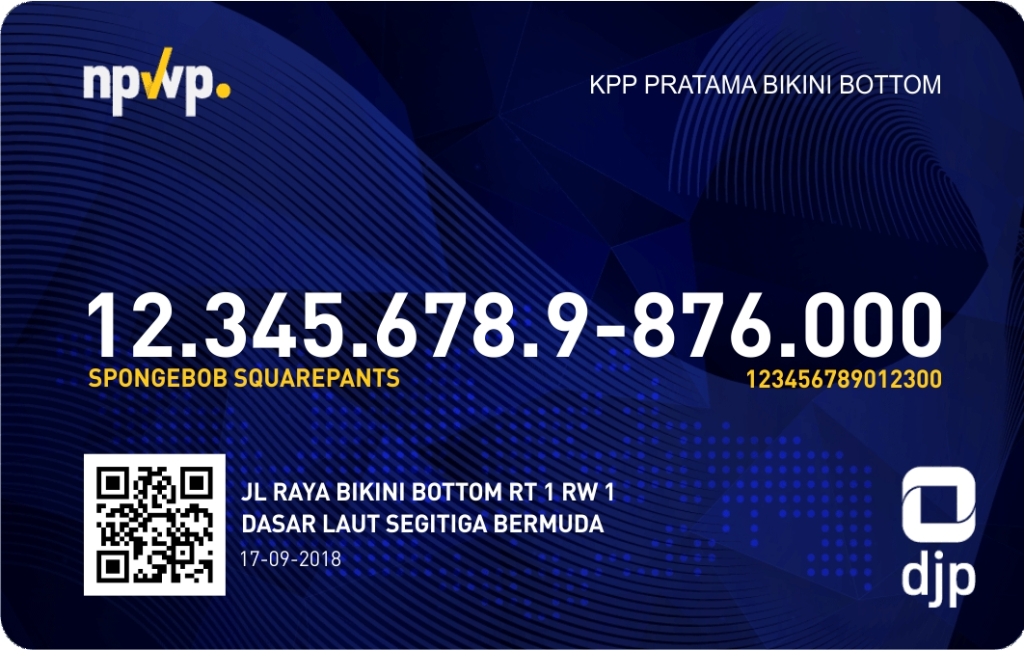 npwp.
KPP PRATAMA BIKINI BOTTOM
12.345.678.9-876.000
SPONGEBOB SQUAREPANTS
123456789012300
JL RAYA BIKINI BOTTOM RT 1 RW 1
DASAR LAUT SEGITIGA BERMUDA
17-09-2018
djp